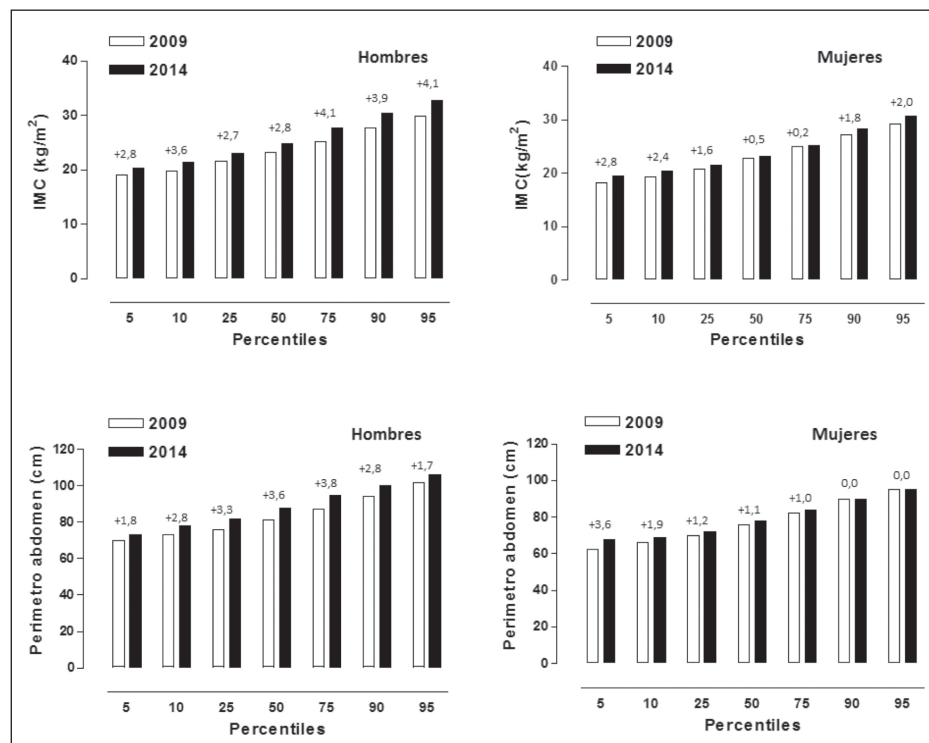 2009
2014
Hombres
IMC (kg/m²)
40
30
20
10
0
+2,8 +3,6 +2,7 +2,8 +4,1 +3,9 +4,1
5 10 25 50 75 90 95
Percentiles
2009
2014
Mujeres
IMC(kg/m²)
40
30
20
10
0
+2,8 +2,4 +1,6 +0,5 +0,2 +1,8 +2,0
5 10 25 50 75 90 95
Percentiles
2009
2014
Hombres
Perimetro abdomen (cm)
120
100
80
60
40
20
0
+1,8 +2,8 +3,3 +3,6 +3,8 +2,8 +1,7
5 10 25 50 75 90 95
Percentiles
2009
2014
Mujeres
Perimetro abdomen (cm)
120
100
80
60
40
20
0
+3,6 +1,9 +1,2 +1,1 +1,0 0,0 0,0
5 10 25 50 75 90 95
Percentiles